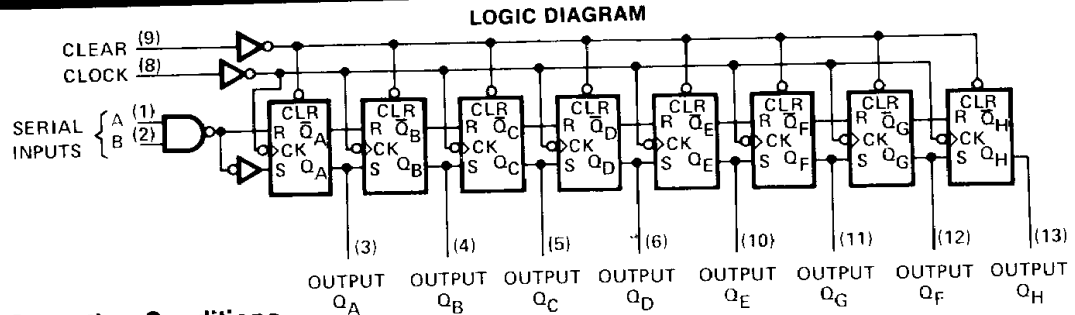 LOGIC DIAGRAM
CLEAR (9)
CLOCK (8)
SERIAL INPUTS { A (1)
B (2)
CLR CLR CLR CLR CLR CLR CLR CLR
R Q̄A R Q̄B R Q̄C R Q̄D R Q̄E R Q̄F R Q̄G R Q̄H
CK CK CK CK CK CK CK CK
S QA S QB S QC S QD S QE S QF S QG S QH
(3) (4) (5) (6) (10) (11) (12) (13)
OUTPUT OUTPUT OUTPUT OUTPUT OUTPUT OUTPUT OUTPUT OUTPUT
QA QB QC QD QE QG QF QH
Conditions